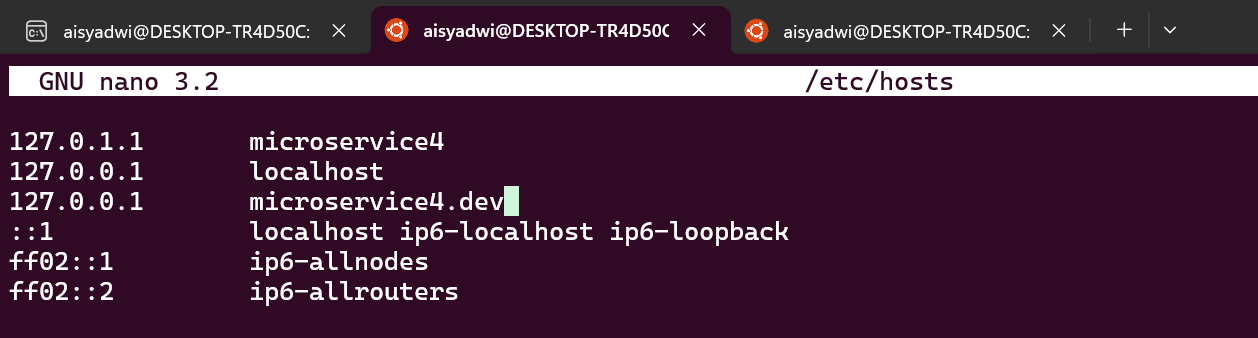 aisyadwi@DESKTOP-TR4D50C: aisyadwi@DESKTOP-TR4D50C aisyadwi@DESKTOP-TR4D50C:
GNU nano 3.2 /etc/hosts
127.0.1.1 microservice4
127.0.0.1 localhost
127.0.0.1 microservice4.dev
::1 localhost ip6-localhost ip6-loopback
ff02::1 ip6-allnodes
ff02::2 ip6-allrouters